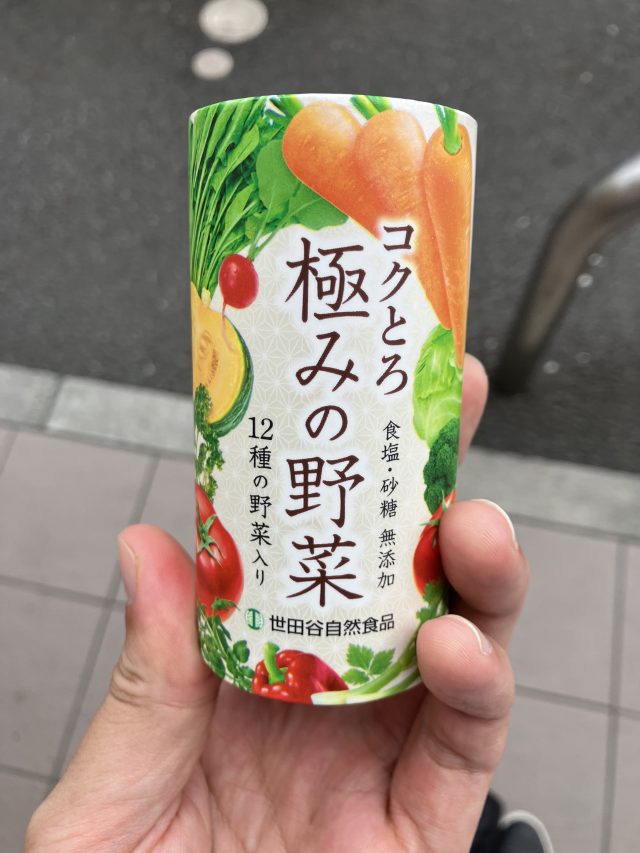 コクとろ
極みの野菜
食塩・砂糖 無添加
12種の野菜入り
世田谷自然食品